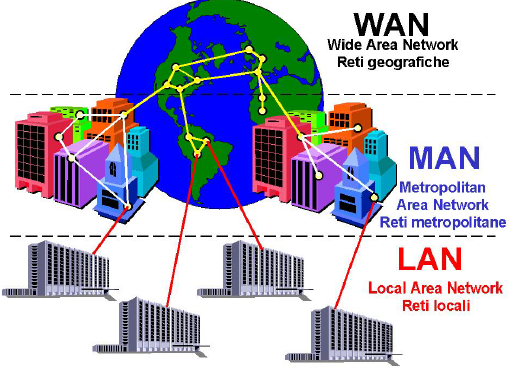 WAN
Wide Area Network
Reti geografiche
MAN
Metropolitan
Area Network
Reti metropolitane
LAN
Local Area Network
Reti locali